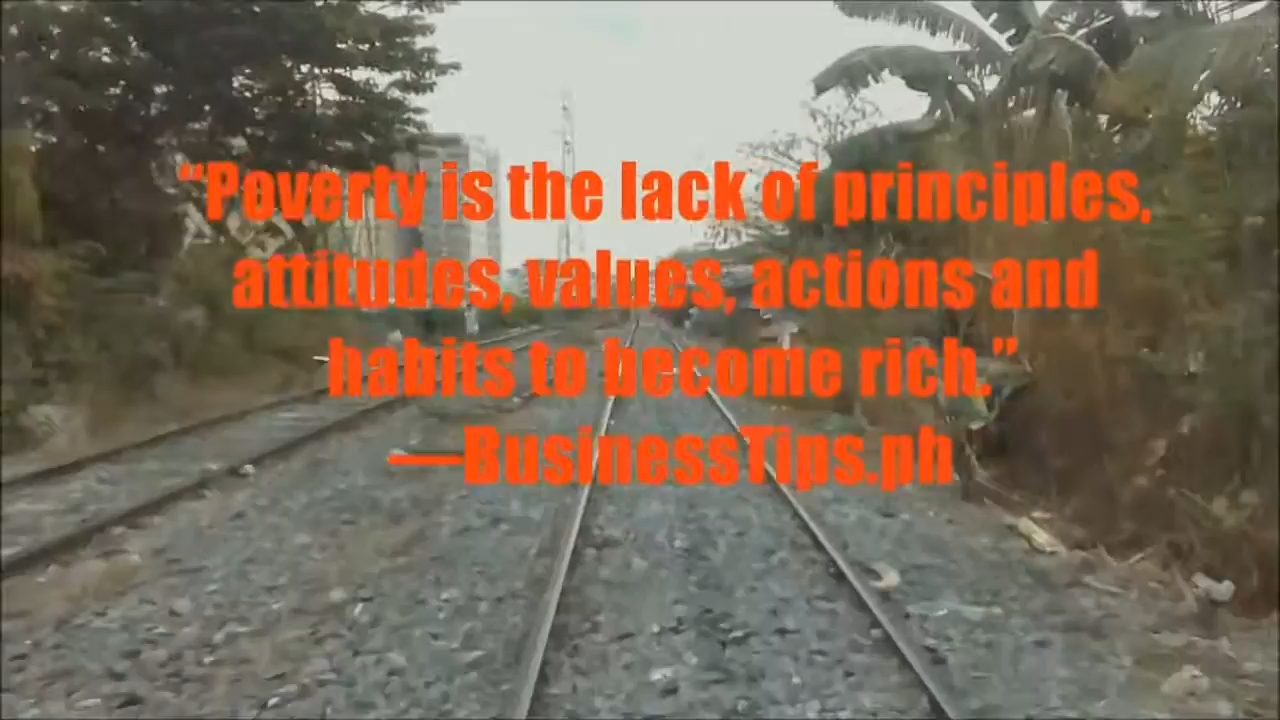 “Poverty is the lack of principles,
attitudes, values, actions and
habits to become rich.”
—BusinessTips.ph